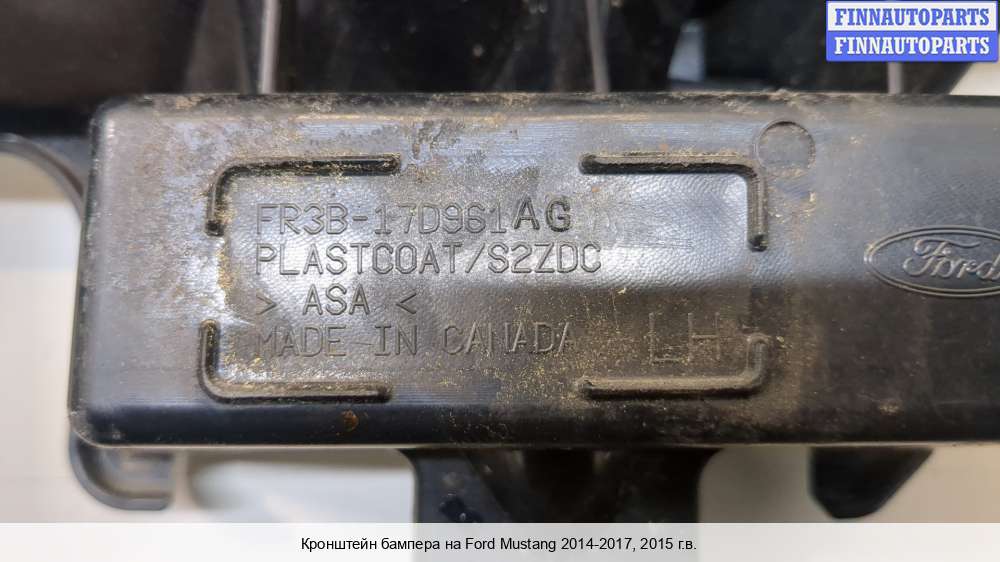 FINNAUTOPARTS
FINNAUTOPARTS
FR3B-17D961AG
PLASTCOAT/S2ZDC
> ASA <
MADE IN CANADA
LH
Ford
Кронштейн бампера на Ford Mustang 2014-2017, 2015 г.в.